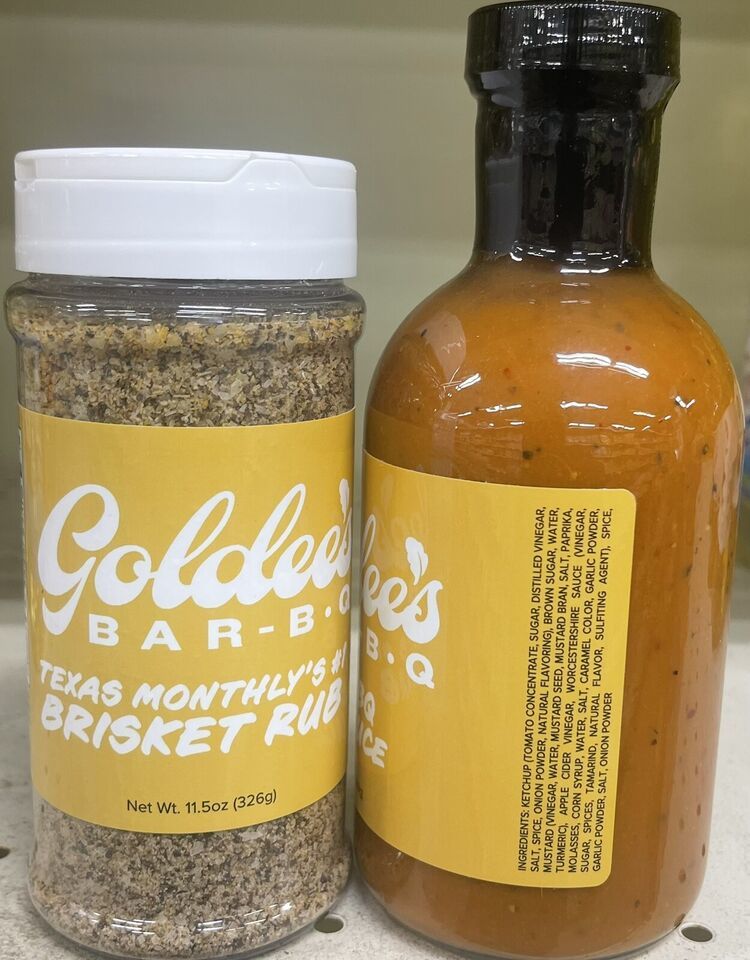 Goldee's
BAR-B·Q
TEXAS MONTHLY'S #1
BRISKET RUB
Net Wt. 11.5oz (326g)
ee's
B·Q
INGREDIENTS: KETCHUP (TOMATO CONCENTRATE, SUGAR, DISTILLED VINEGAR,
SALT, SPICE, ONION POWDER, NATURAL FLAVORING), BROWN SUGAR, WATER,
MUSTARD (VINEGAR, WATER, MUSTARD SEED, MUSTARD BRAN, SALT, PAPRIKA,
TURMERIC), APPLE CIDER VINEGAR, WORCESTERSHIRE SAUCE (VINEGAR,
MOLASSES, CORN SYRUP, WATER, SALT, CARAMEL COLOR, GARLIC POWDER,
SUGAR, SPICES, TAMARIND, NATURAL FLAVOR, SULFITING AGENT), SPICE,
GARLIC POWDER, SALT, ONION POWDER